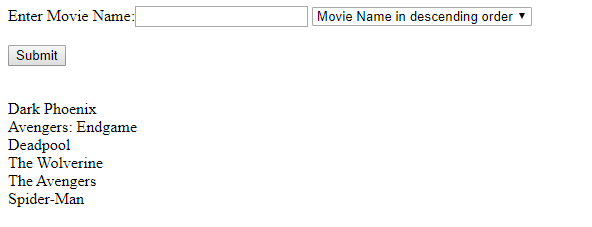 Enter Movie Name: Movie Name in descending order
Submit
Dark Phoenix
Avengers: Endgame
Deadpool
The Wolverine
The Avengers
Spider-Man